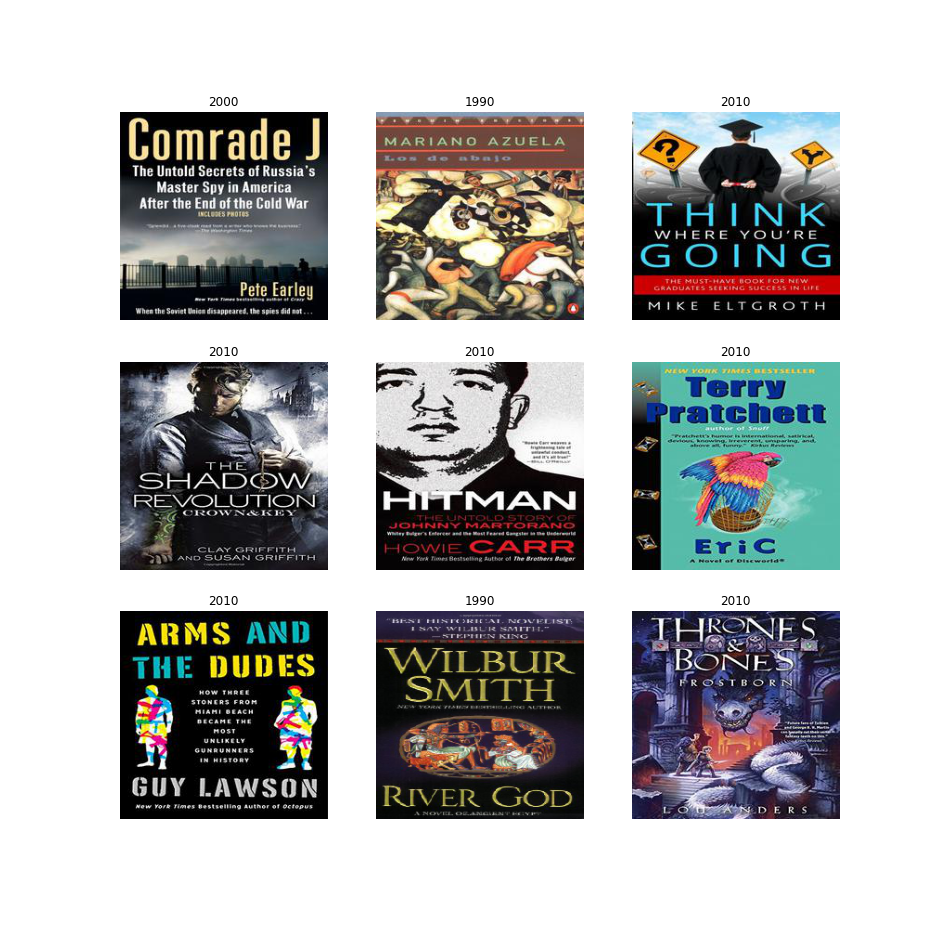 2000
Comrade J
The Untold Secrets of Russia's
Master Spy in America
After the End of the Cold War
INCLUDES PHOTOS
"Splendid ... a five-cloak read from a writer who knows the business."
—The Washington Times
Pete Earley
New York Times bestselling author of Crazy
When the Soviet Union disappeared, the spies did not . . .
1990
MARIANO AZUELA
Los de abajo
2010
?
THINK
WHERE YOU'RE
GOING
THE MUST-HAVE BOOK FOR NEW
GRADUATES SEEKING SUCCESS IN LIFE
MIKE ELTGROTH
2010
THE
SHADOW
REVOLUTION
CROWN&KEY
CLAY GRIFFITH
AND SUSAN GRIFFITH
2010
"Howie Carr weaves a
frightening tale of
unlawful conduct,
and it's all true!"
—BILL O'REILLY
HITMAN
THE UNTOLD STORY OF
JOHNNY MARTORANO
Whitey Bulger's Enforcer and the Most Feared Gangster in the Underworld
HOWIE CARR
New York Times Bestselling Author of The Brothers Bulger
2010
NEW YORK TIMES BESTSELLER
Terry
Pratchett
author of Snuff
"Pratchett's humor is international, satirical,
devious, knowing, irreverent, unsparing, and,
above all, funny." Kirkus Reviews
EriC
A Novel of Discworld®
2010
ARMS AND
THE DUDES
HOW THREE
STONERS FROM
MIAMI BEACH
BECAME THE
MOST
UNLIKELY
GUNRUNNERS
IN HISTORY
GUY LAWSON
New York Times Bestselling Author of Octopus
1990
"BEST HISTORICAL NOVELIST
I SAY WILBUR SMITH."
—STEPHEN KING
WILBUR
SMITH
NEW YORK TIMES BESTSELLING AUTHOR
RIVER GOD
A NOVEL OF ANCIENT EGYPT
2010
THRONES
&
BONES
FROSTBORN
LOU ANDERS